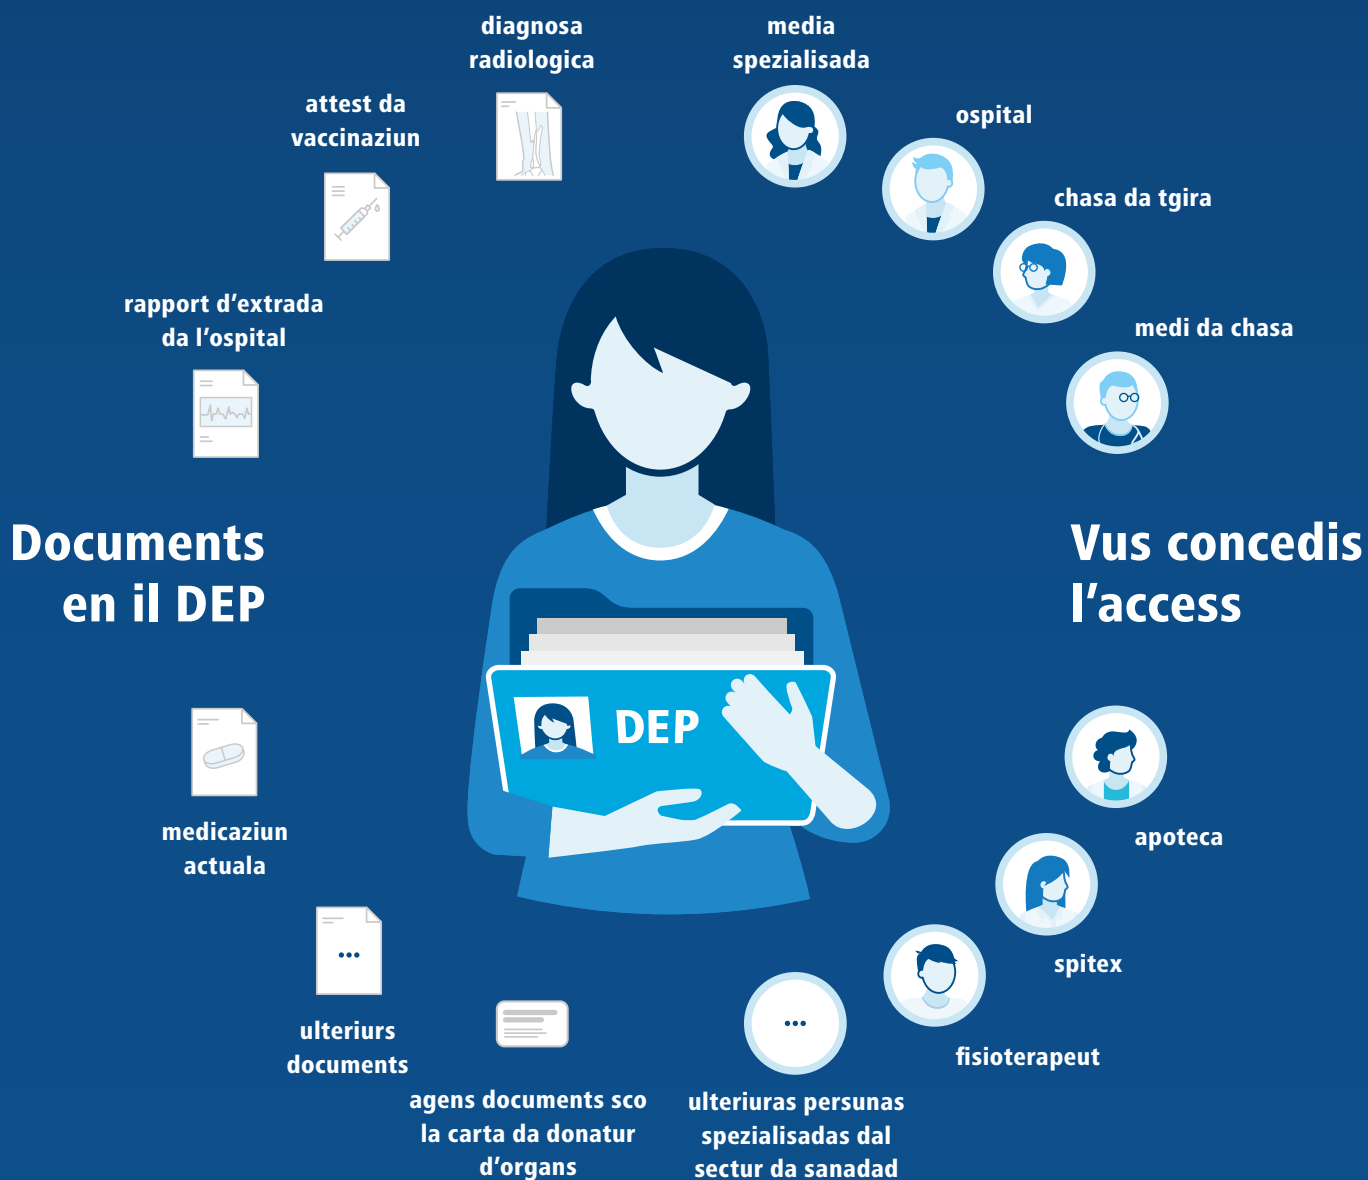 diagnosa
radiologica
attest da
vaccinaziun
rapport d’extrada
da l’ospital
Documents
en il DEP
medicaziun
actuala
ulteriurs
documents
agens documents sco
la carta da donatur
d’organs
DEP
media
spezialisada
ospital
chasa da tgira
medi da chasa
Vus concedis
l’access
apoteca
spitex
fisioterapeut
ulteriuras persunas
spezialisadas dal
sectur da sanadad